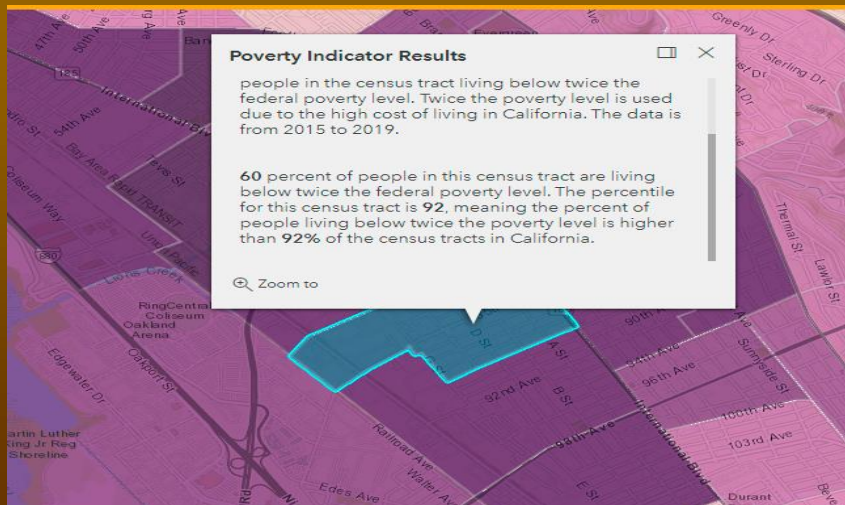 Poverty Indicator Results
people in the census tract living below twice the
federal poverty level. Twice the poverty level is used
due to the high cost of living in California. The data is
from 2015 to 2019.
60 percent of people in this census tract are living
below twice the federal poverty level. The percentile
for this census tract is 92, meaning the percent of
people living below twice the poverty level is higher
than 92% of the census tracts in California.
Zoom to
47th Ave
50th Ave
Greenly Dr
Sterling Dr
185
International
54th Ave
Bay Area Rapid TRANSIT
Coliseum Way
880
Lions Creek
RingCentral
Coliseum
Oakland
Arena
Oakport St
Edgewater Dr
King Jr Reg
Shoreline
Thermal St
Lawlor St
D St
A St
90th Ave
92nd Ave
B St
94th Ave
96th Ave
Sunnyside St
98th Ave
100th Ave
103rd Ave
International Blvd
Railroad Ave
Walter Ave
Edes Ave
E St
Rd
Durant